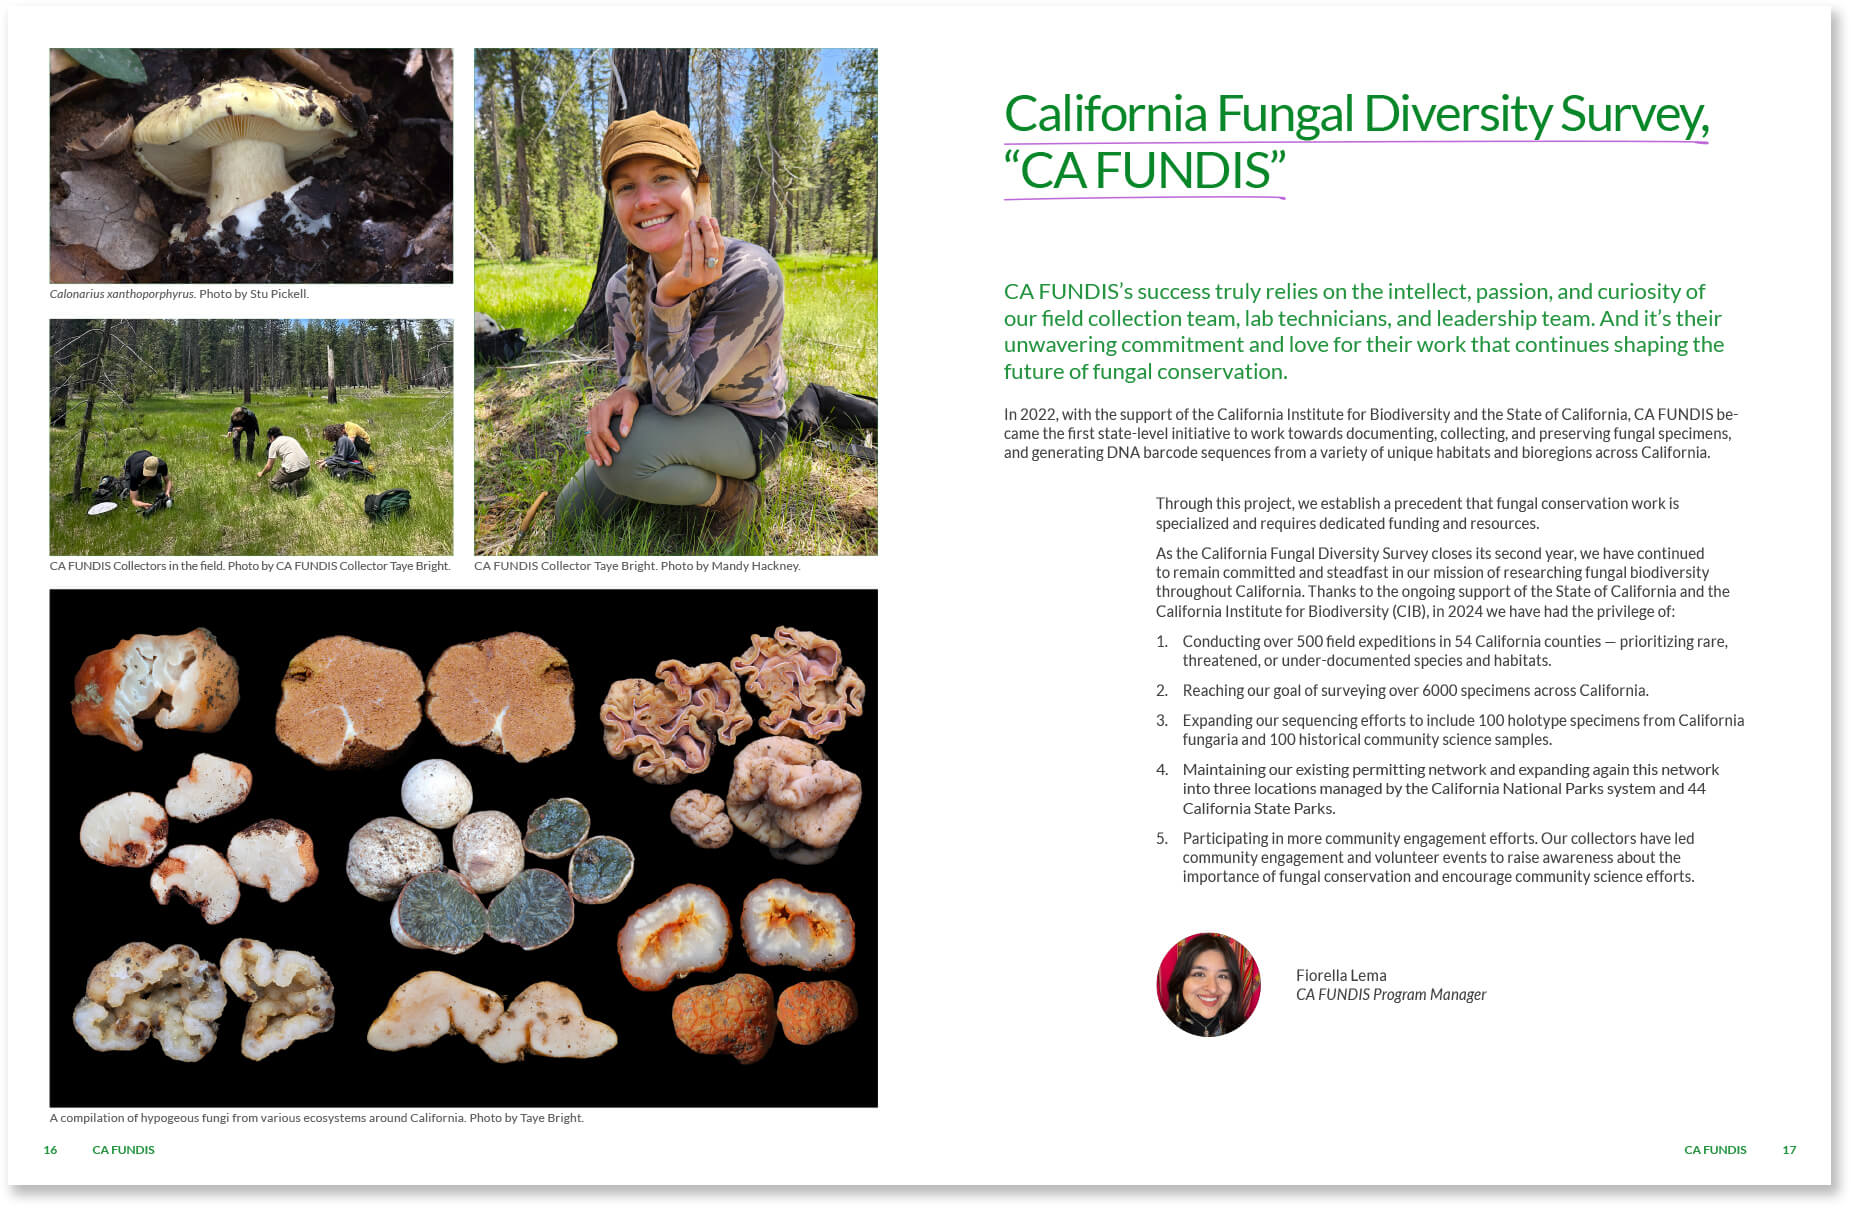 Calonarius xanthoporphyrus. Photo by Stu Pickell.
CA FUNDIS Collectors in the field. Photo by CA FUNDIS Collector Taye Bright.
CA FUNDIS Collector Taye Bright. Photo by Mandy Hackney.
A compilation of hypogeous fungi from various ecosystems around California. Photo by Taye Bright.
16 CA FUNDIS
California Fungal Diversity Survey,
“CA FUNDIS”
CA FUNDIS’s success truly relies on the intellect, passion, and curiosity of
our field collection team, lab technicians, and leadership team. And it’s their
unwavering commitment and love for their work that continues shaping the
future of fungal conservation.
In 2022, with the support of the California Institute for Biodiversity and the State of California, CA FUNDIS be-
came the first state-level initiative to work towards documenting, collecting, and preserving fungal specimens,
and generating DNA barcode sequences from a variety of unique habitats and bioregions across California.
Through this project, we establish a precedent that fungal conservation work is
specialized and requires dedicated funding and resources.
As the California Fungal Diversity Survey closes its second year, we have continued
to remain committed and steadfast in our mission of researching fungal biodiversity
throughout California. Thanks to the ongoing support of the State of California and the
California Institute for Biodiversity (CIB), in 2024 we have had the privilege of:
1. Conducting over 500 field expeditions in 54 California counties — prioritizing rare,
threatened, or under-documented species and habitats.
2. Reaching our goal of surveying over 6000 specimens across California.
3. Expanding our sequencing efforts to include 100 holotype specimens from California
fungaria and 100 historical community science samples.
4. Maintaining our existing permitting network and expanding again this network
into three locations managed by the California National Parks system and 44
California State Parks.
5. Participating in more community engagement efforts. Our collectors have led
community engagement and volunteer events to raise awareness about the
importance of fungal conservation and encourage community science efforts.
Fiorella Lema
CA FUNDIS Program Manager
CA FUNDIS 17